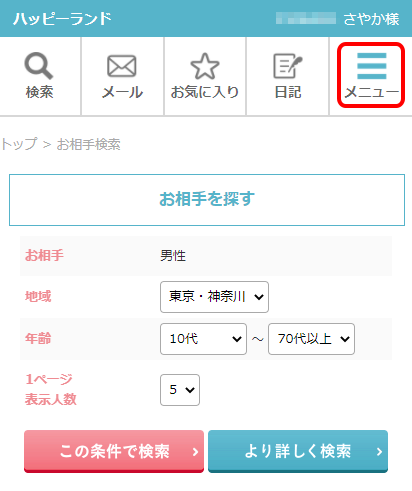 ハッピーランド さやか様
検索 メール お気に入り 日記 メニュー
トップ > お相手検索
お相手を探す
お相手 男性
地域 東京・神奈川
年齢 10代 ～ 70代以上
1ページ
表示人数 5
この条件で検索 › より詳しく検索 ›